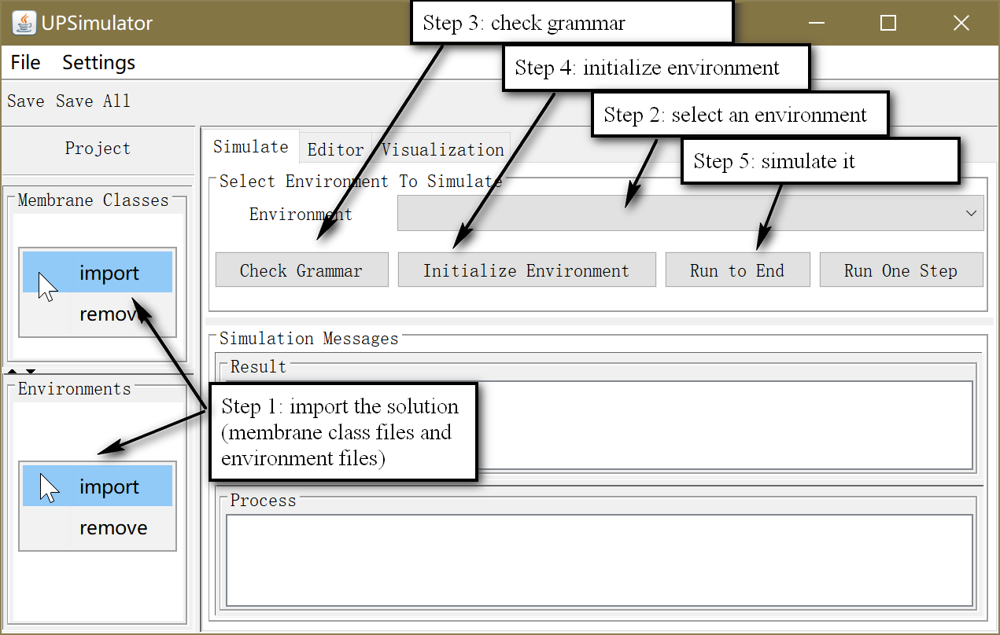 UPSimulator
Step 3: check grammar
File Settings
Step 4: initialize environment
Save Save All
Step 2: select an environment
Project
Simulate Editor Visualization
Step 5: simulate it
Select Environment To Simulate
Membrane Classes
Environment
import
remove
Check Grammar Initialize Environment Run to End Run One Step
Simulation Messages
Result
Environments
Step 1: import the solution
(membrane class files and
environment files)
import
remove
Process